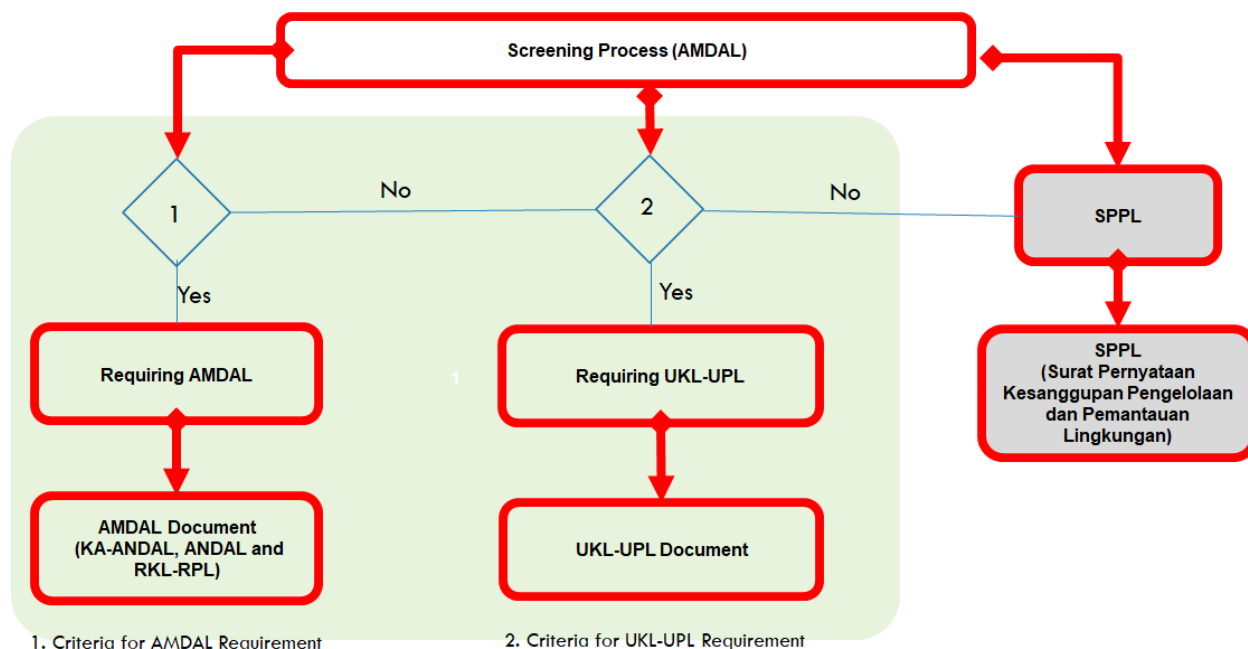 Screening Process (AMDAL)
1
No
2
No
SPPL
Yes
Yes
Requiring AMDAL
1
Requiring UKL-UPL
SPPL
(Surat Pernyataan
Kesanggupan Pengelolaan
dan Pemantauan
Lingkungan)
AMDAL Document
(KA-ANDAL, ANDAL and
RKL-RPL)
UKL-UPL Document
1. Criteria for AMDAL Requirement
2. Criteria for UKL-UPL Requirement